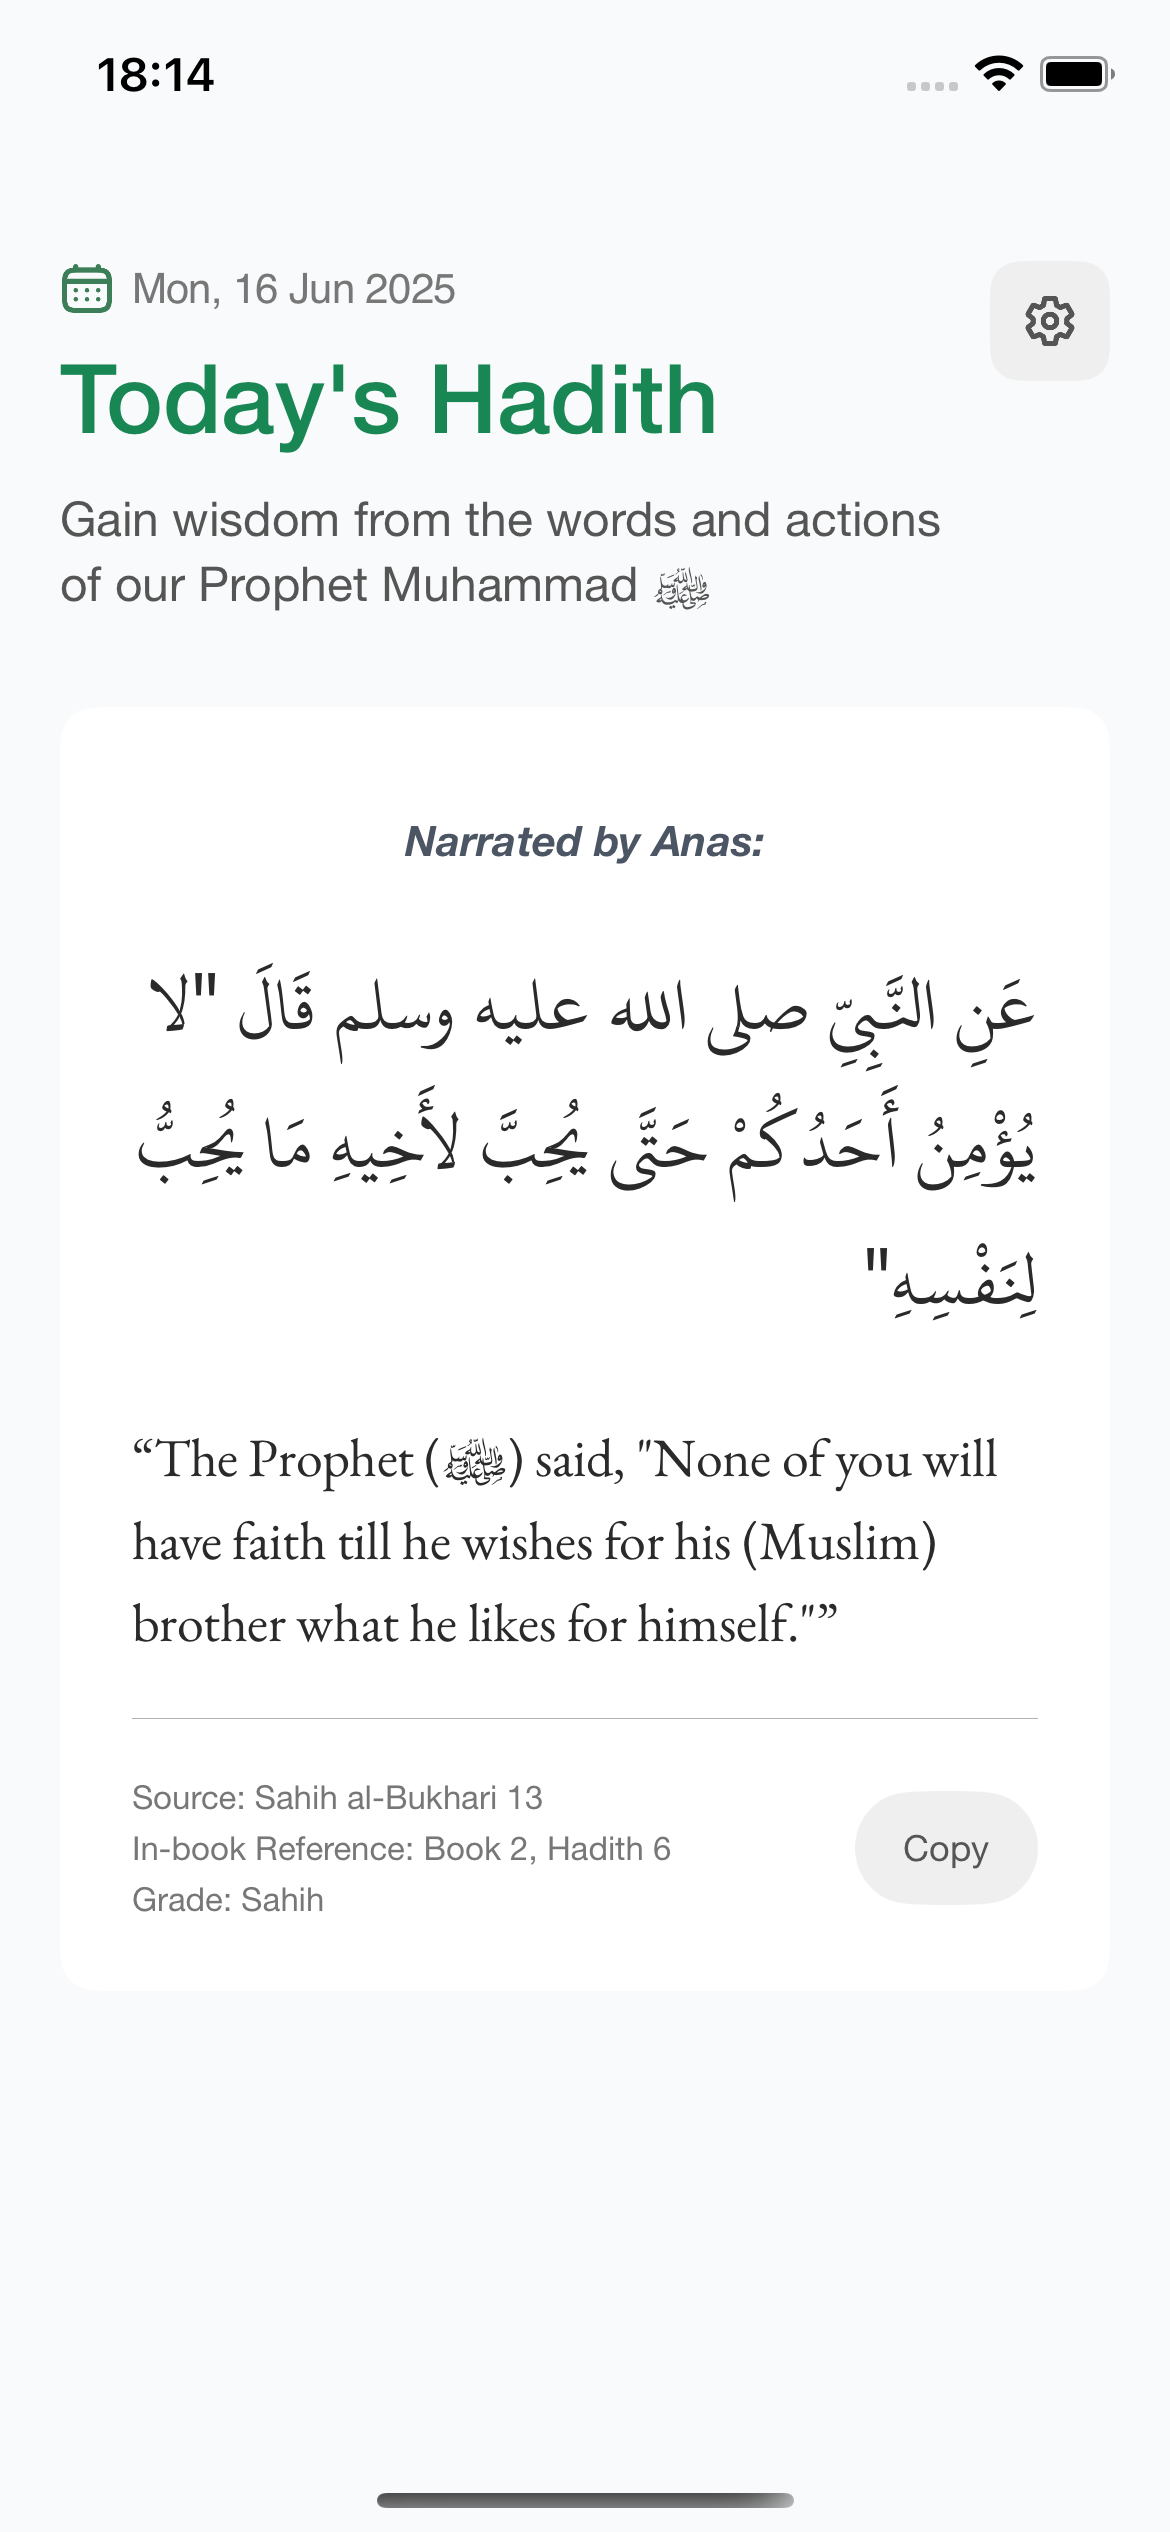 18:14
Mon, 16 Jun 2025
Today's Hadith
Gain wisdom from the words and actions
of our Prophet Muhammad ﷺ
Narrated by Anas:
عَنِ النَّبِيِّ صلى الله عليه وسلم قَالَ "لا
يُؤْمِنُ أَحَدُكُمْ حَتَّى يُحِبَّ لأَخِيهِ مَا يُحِبُّ
لِنَفْسِهِ"
“The Prophet (ﷺ) said, "None of you will
have faith till he wishes for his (Muslim)
brother what he likes for himself."”
Source: Sahih al-Bukhari 13
In-book Reference: Book 2, Hadith 6
Grade: Sahih
Copy